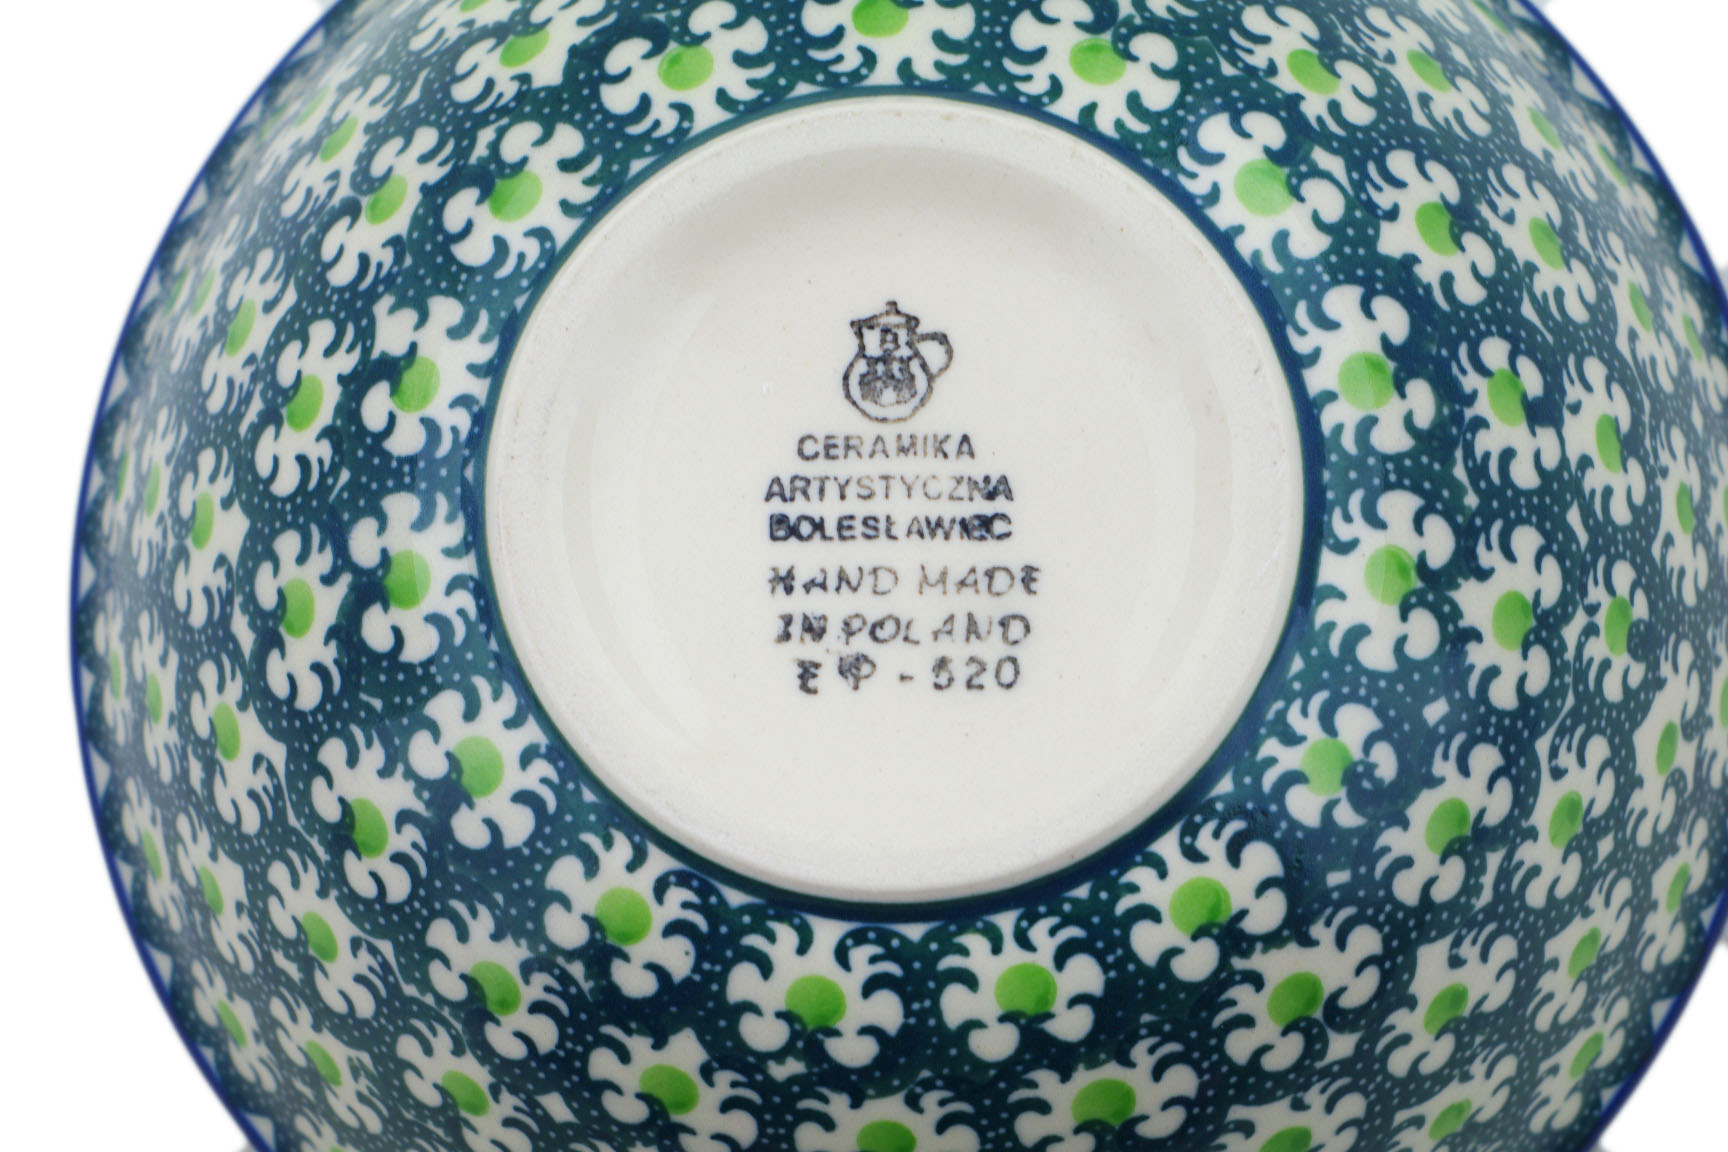 CERAMIKA
ARTYSTYCZNA
BOLESŁAWIEC
HAND MADE
IN POLAND
- 520